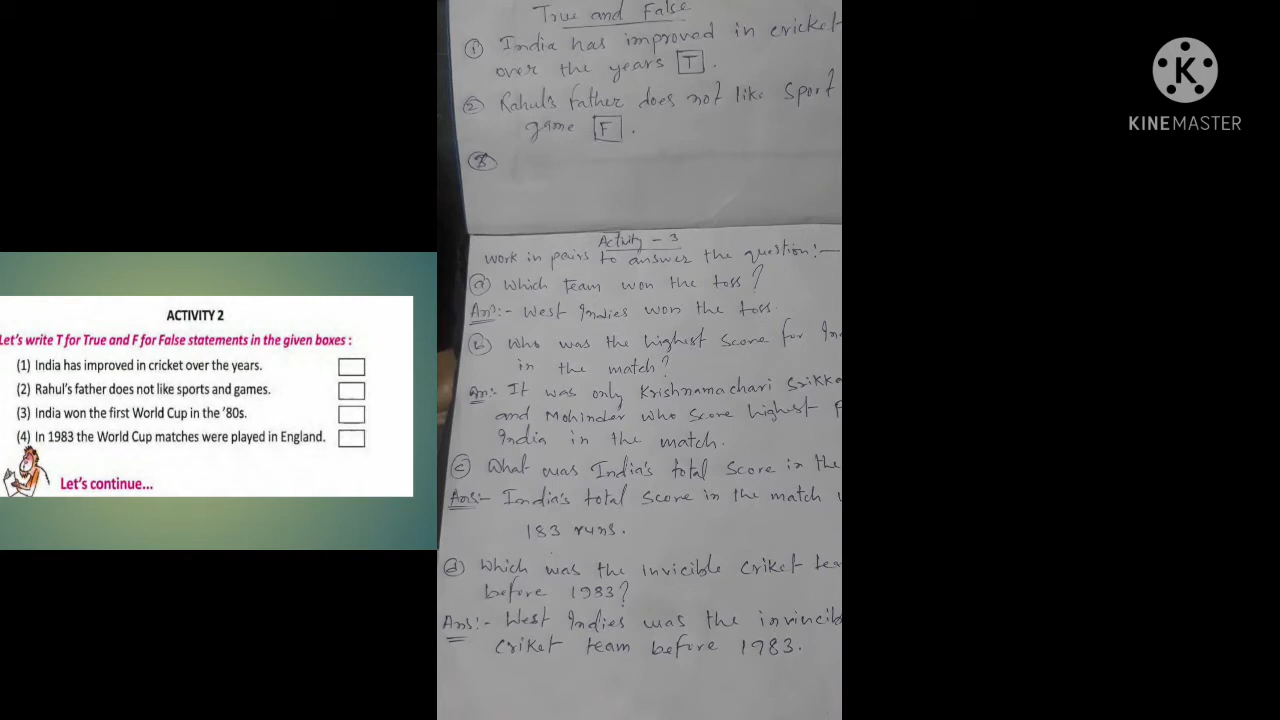 ACTIVITY 2
Let's write T for True and F for False statements in the given boxes :
(1) India has improved in cricket over the years.
(2) Rahul's father does not like sports and games.
(3) India won the first World Cup in the '80s.
(4) In 1983 the World Cup matches were played in England.
Let's continue...
True and False
① India has improved in cricket
over the years T .
② Rahul's father does not like sport
game F .
③
Activity - 3
work in pairs to answer the question:-
ⓐ Which team won the toss?
Ans:- West Indies won the toss.
ⓑ Who was the highest score for Ind
in the match?
Ans:- It was only Krishnamachari Srikka
and Mohinder who score highest f
India in the match.
ⓒ What was India's total score in the
Ans:- India's total score in the match w
183 runs.
ⓓ Which was the invicible criket tea
before 1983?
Ans:- West Indies was the invincib
criket team before 1983.
K
KINEMASTER